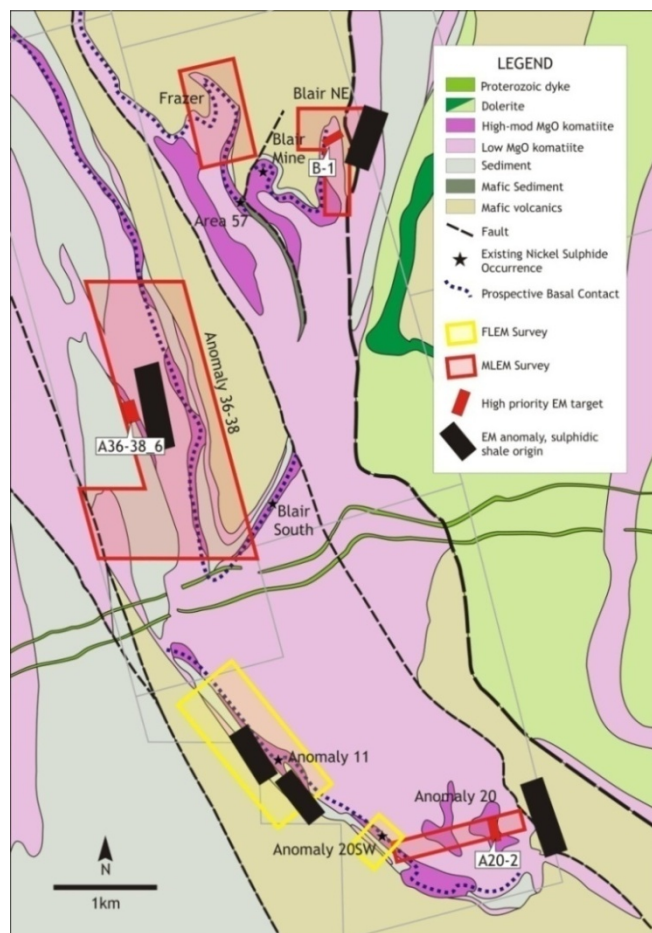 Frazer
Blair NE
Blair
Mine
B-1
Area 57
Anomaly 36-38
A36-38_6
Blair
South
Anomaly 11
Anomaly 20
Anomaly 20SW
A20-2
N
1km
LEGEND
Proterozoic dyke
Dolerite
High-mod MgO komatiite
Low MgO komatiite
Sediment
Mafic Sediment
Mafic volcanics
Fault
Existing Nickel Sulphide
Occurrence
Prospective Basal Contact
FLEM Survey
MLEM Survey
High priority EM target
EM anomaly, sulphidic
shale origin